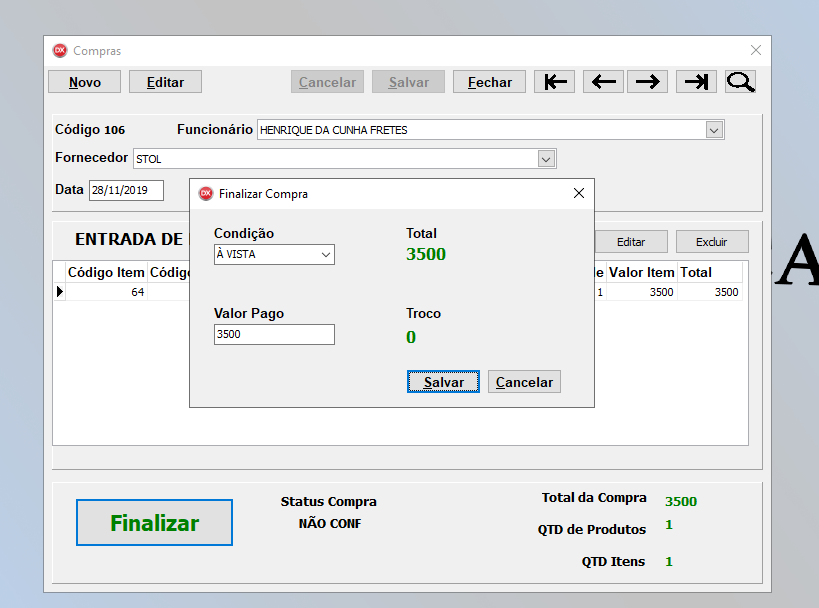 Compras
Novo Editar Cancelar Salvar Fechar
Código 106 Funcionário HENRIQUE DA CUNHA FRETES
Fornecedor STOL
Data 28/11/2019
Finalizar Compra
Condição Total
À VISTA 3500
Valor Pago Troco
3500 0
Salvar Cancelar
ENTRADA DE Editar Excluir
Código Item Códig e Valor Item Total
64 1 3500 3500
Finalizar
Status Compra
NÃO CONF
Total da Compra 3500
QTD de Produtos 1
QTD Itens 1